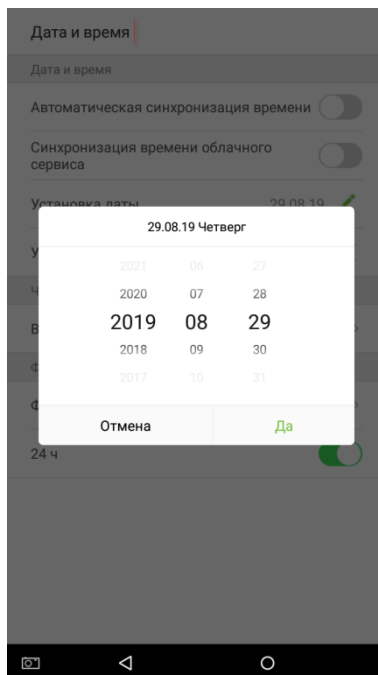 Дата и время
Дата и время
Автоматическая синхронизация времени
Синхронизация времени облачного
сервиса
Установка даты 29.08.19
29.08.19 Четверг
2021 06 27
2020 07 28
2019 08 29
2018 09 30
2017 10 31
Отмена Да
24 ч